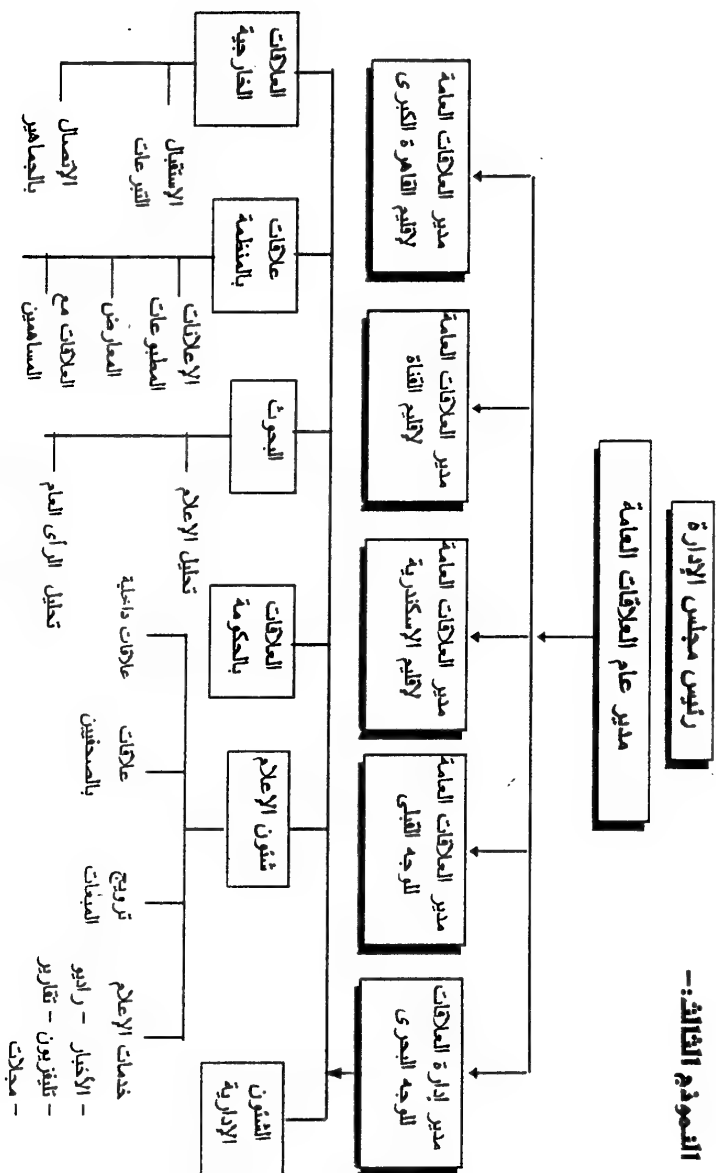 النموذج الثالث:-
رئيس مجلس الإدارة
مدير عام العلاقات العامة
مدير إدارة العلاقات
للوجه البحرى
مدير العلاقات العامة
للوجه القبلى
مدير العلاقات العامة
لإقليم الإسكندرية
مدير العلاقات العامة
لإقليم القناة
مدير العلاقات العامة
لإقليم القاهرة الكبرى
الشئون
الإدارية
شئون الإعلام
العلاقات
بالحكومة
البحوث
علاقات
بالمنظمة
العلاقات
الخارجية
خدمات الإعلام
الأخبار - راديو -
تليفزيون - تقارير -
مجلات -
ترويج
المبغات
علاقات
بالصحفيين
علاقات داخلية
تحليل الإعلام
تحليل الرأى العام
الإعلانات
المطبوعات
المعارض
العلاقات مع
المساهمين
الإستقبال
التبرعات
الإتصال
بالجماهير